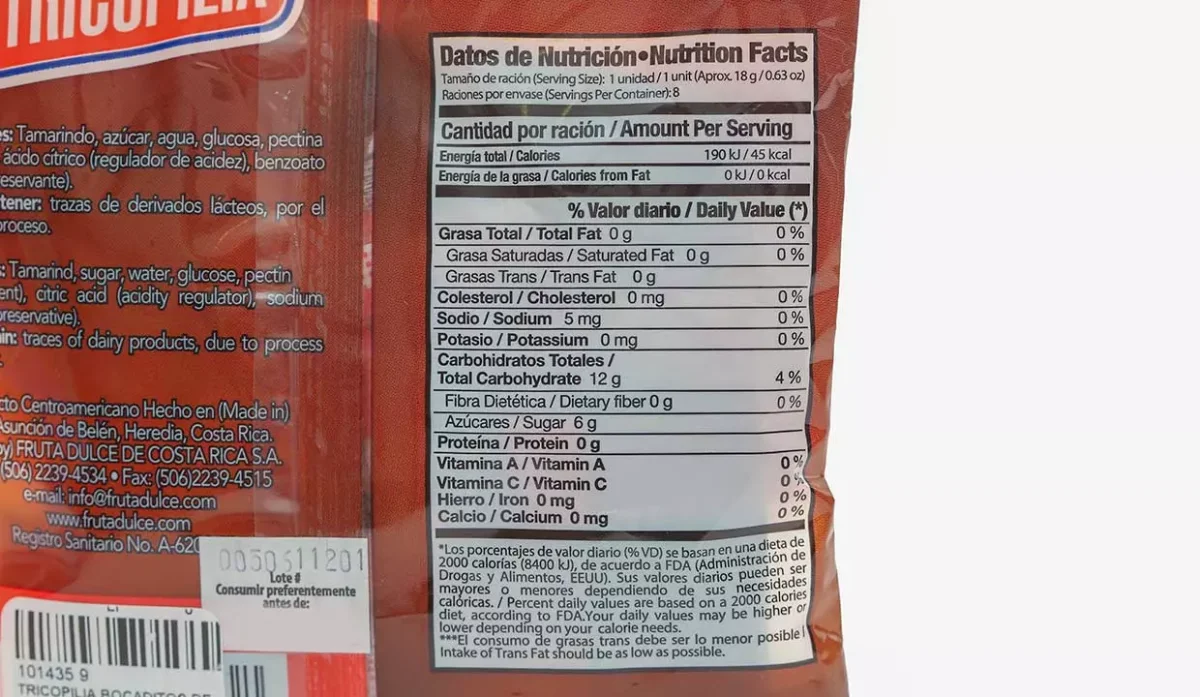 TRICOPILIA
es: Tamarindo, azúcar, agua, glucosa, pectina
ácido cítrico (regulador de acidez), benzoato
eservante).
tener: trazas de derivados lácteos, por el
proceso.
: Tamarind, sugar, water, glucose, pectin
ent), citric acid (acidity regulator), sodium
preservative).
in: traces of dairy products, due to process
cto Centroamericano Hecho en (Made in)
Asunción de Belén, Heredia, Costa Rica.
by) FRUTA DULCE DE COSTA RICA S.A.
(506) 2239-4534 • Fax: (506)2239-4515
e-mail: info@frutadulce.com
www.frutadulce.com
Registro Sanitario No. A-620
Lote #
Consumir preferentemente
antes de:
101435 9
TRICOPILIA BOCADITOS DE
Datos de Nutrición•Nutrition Facts
Tamaño de ración (Serving Size): 1 unidad / 1 unit (Aprox. 18 g / 0.63 oz)
Raciones por envase (Servings Per Container): 8
Cantidad por ración / Amount Per Serving
Energía total / Calories 190 kJ / 45 kcal
Energía de la grasa / Calories from Fat 0 kJ / 0 kcal
% Valor diario / Daily Value (*)
Grasa Total / Total Fat 0 g 0 %
Grasa Saturadas / Saturated Fat 0 g 0 %
Grasas Trans / Trans Fat 0 g
Colesterol / Cholesterol 0 mg 0 %
Sodio / Sodium 5 mg 0 %
Potasio / Potassium 0 mg 0 %
Carbohidratos Totales /
Total Carbohydrate 12 g 4 %
Fibra Dietética / Dietary fiber 0 g 0 %
Azúcares / Sugar 6 g
Proteína / Protein 0 g
Vitamina A / Vitamin A 0 %
Vitamina C / Vitamin C 0 %
Hierro / Iron 0 mg 0 %
Calcio / Calcium 0 mg 0 %
*Los porcentajes de valor diario (% VD) se basan en una dieta de
2000 calorías (8400 kJ), de acuerdo a FDA (Administración de
Drogas y Alimentos, EEUU). Sus valores diarios pueden ser
mayores o menores dependiendo de sus necesidades
calóricas. / Percent daily values are based on a 2000 calories
diet, according to FDA.Your daily values may be higher or
lower depending on your calorie needs.
***El consumo de grasas trans debe ser lo menor posible /
Intake of Trans Fat should be as low as possible.